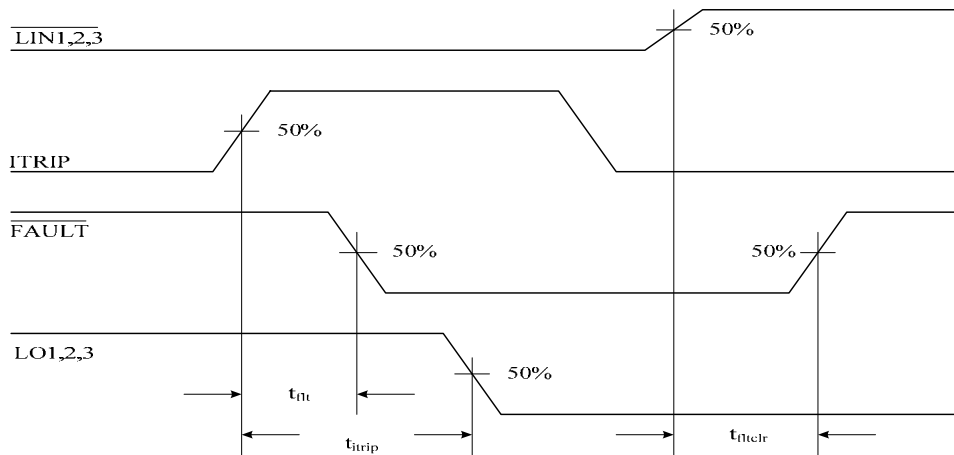 LIN1,2,3
50%
50%
ITRIP
FAULT
50%
50%
LO1,2,3
50%
tflt
titrip
tfltclr